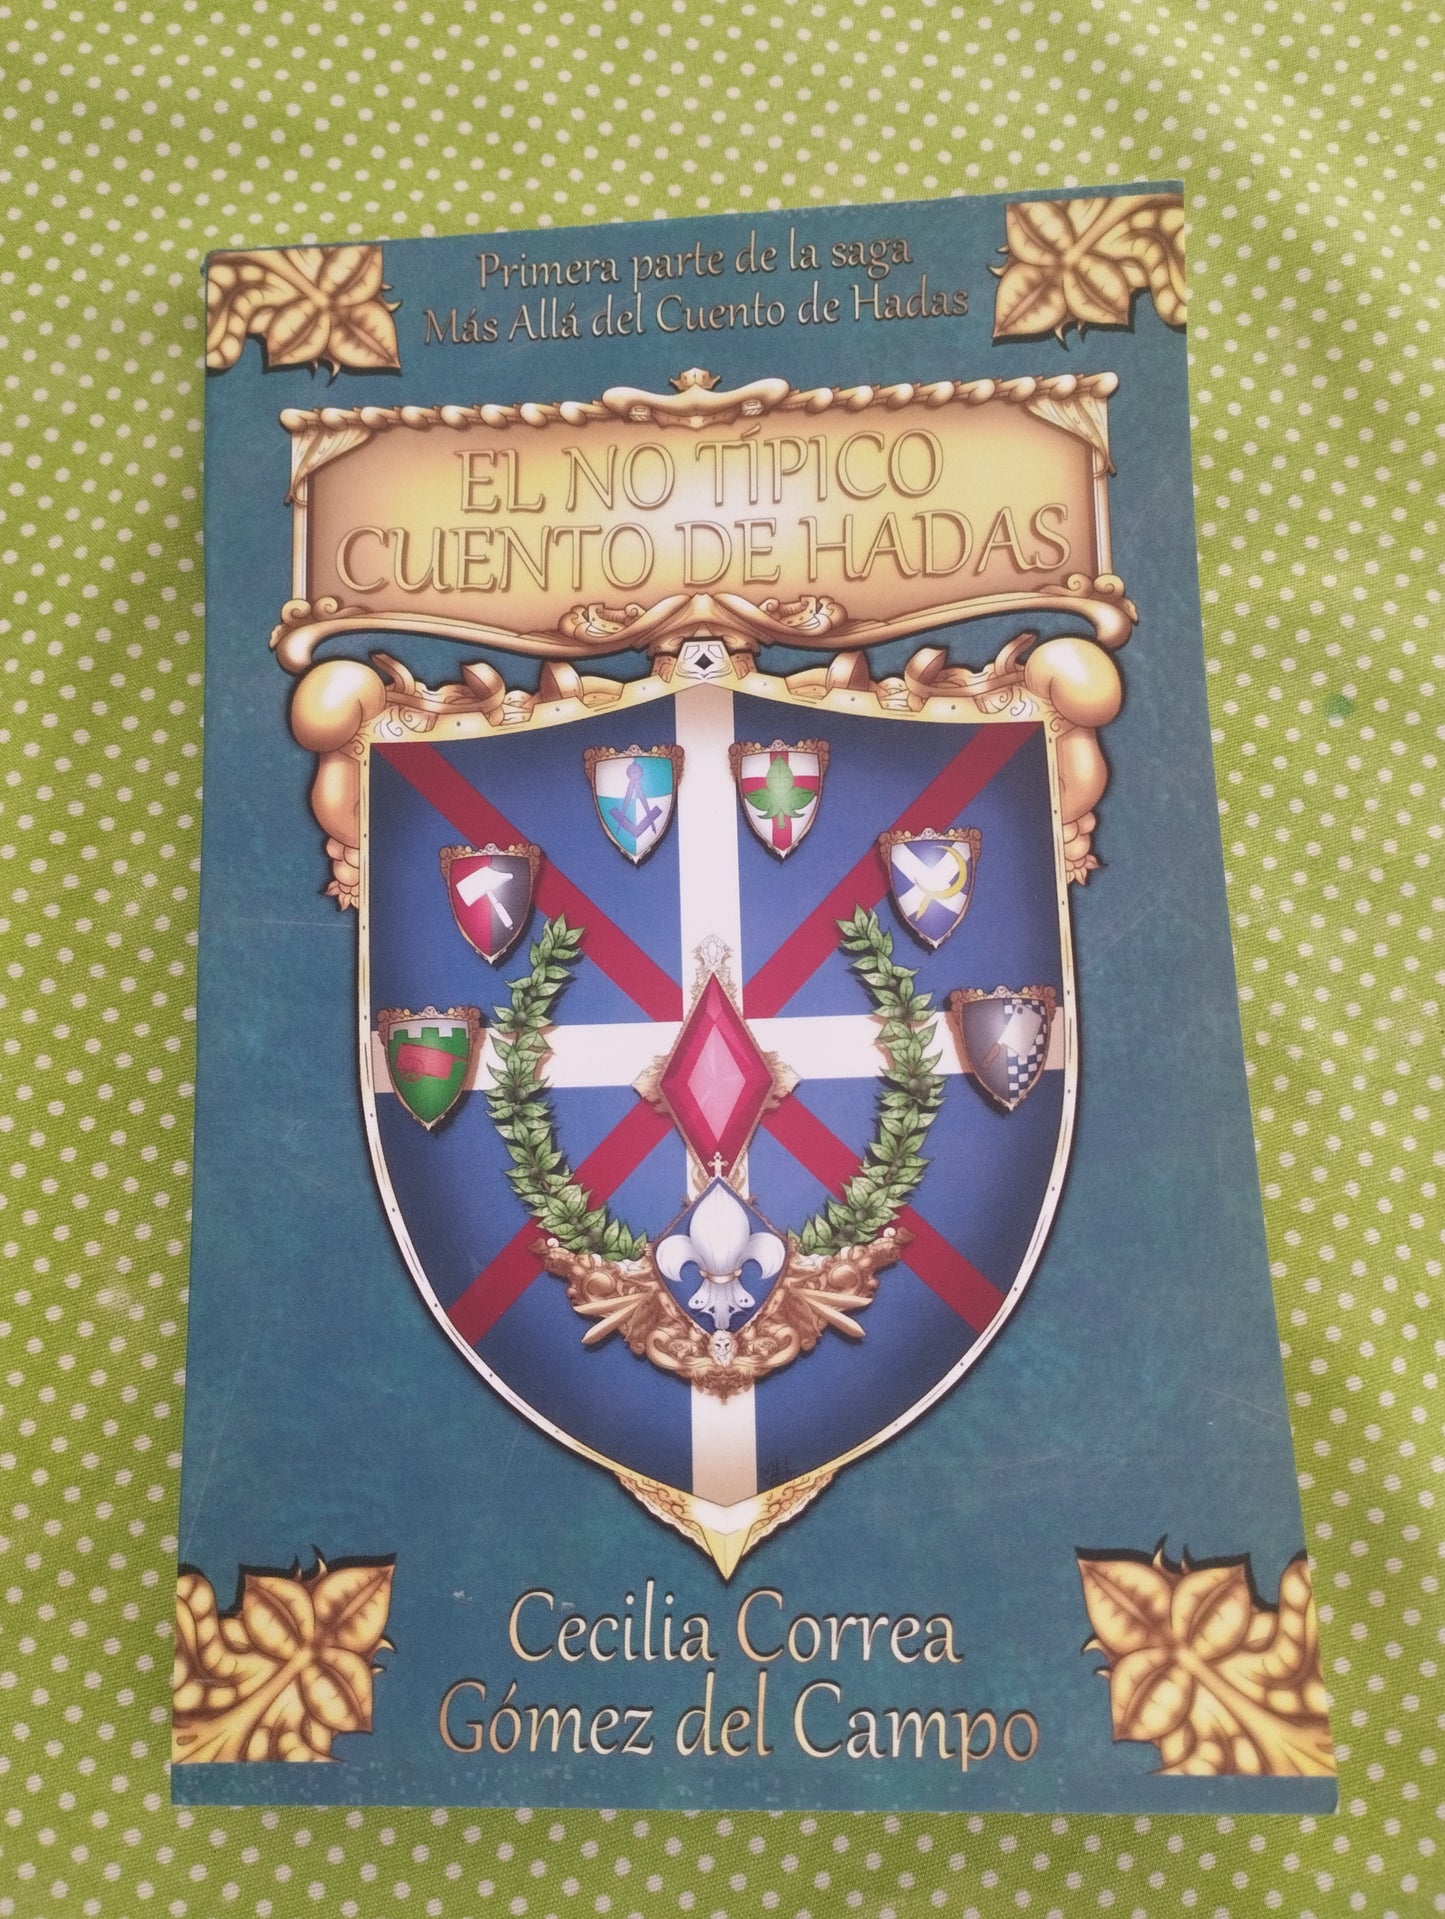 Primera parte de la saga
Más Allá del Cuento de Hadas
EL NO TÍPICO
CUENTO DE HADAS
Cecilia Correa
Gómez del Campo